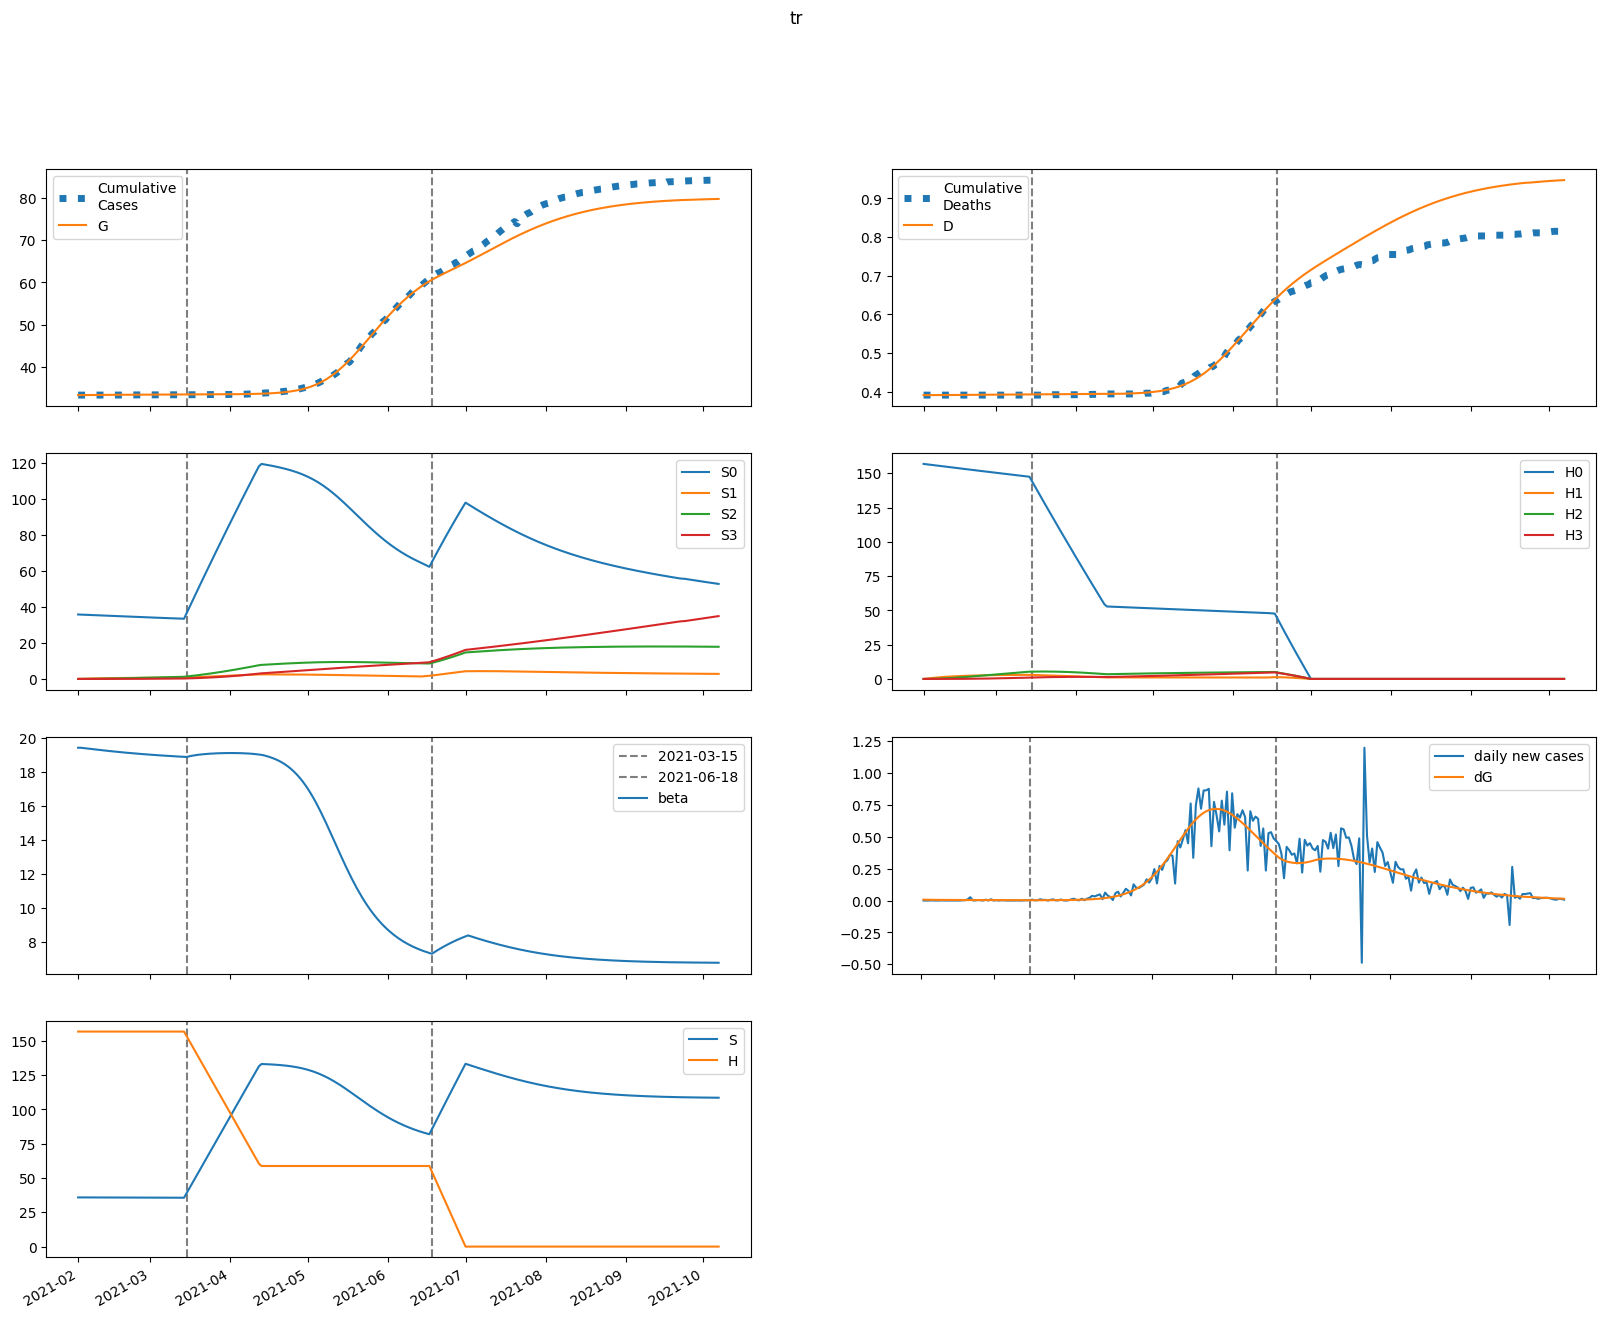 tr
Cumulative
Cases
G
80
70
60
50
40
Cumulative
Deaths
D
0.9
0.8
0.7
0.6
0.5
0.4
S0
S1
S2
S3
120
100
80
60
40
20
0
H0
H1
H2
H3
150
125
100
75
50
25
0
2021-03-15
2021-06-18
beta
20
18
16
14
12
10
8
daily new cases
dG
1.25
1.00
0.75
0.50
0.25
0.00
−0.25
−0.50
S
H
150
125
100
75
50
25
0
2021-02
2021-03
2021-04
2021-05
2021-06
2021-07
2021-08
2021-09
2021-10